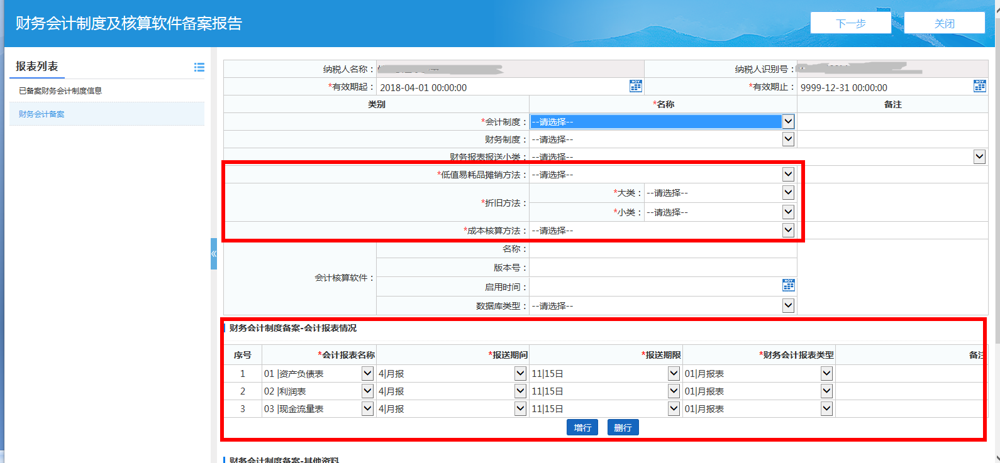 财务会计制度及核算软件备案报告
下一步
关闭
报表列表
已备案财务会计制度信息
财务会计备案
纳税人名称：
纳税人识别号：
*有效期起： 2018-04-01 00:00:00
*有效期止： 9999-12-31 00:00:00
类别 *名称 备注
*会计制度： --请选择--
财务制度： --请选择--
财务报表报送小类： --请选择--
*低值易耗品摊销方法： --请选择--
*折旧方法：
*大类： --请选择--
*小类： --请选择--
*成本核算方法： --请选择--
会计核算软件：
名称：
版本号：
启用时间：
数据库类型： --请选择--
财务会计制度备案-会计报表情况
序号 *会计报表名称 *报送期间 *报送期限 *财务会计报表类型 备注
1 01 |资产负债表 4|月报 11|15日 01|月报表
2 02 |利润表 4|月报 11|15日 01|月报表
3 03 |现金流量表 4|月报 11|15日 01|月报表
增行 删行
财务会计制度备案-其他资料